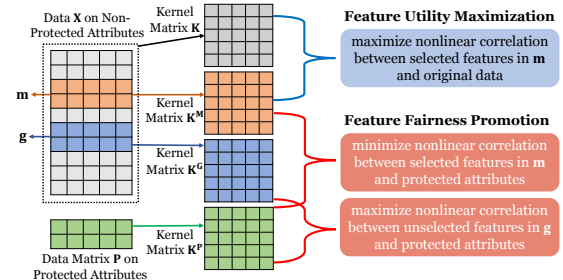 Data X on Non-
Protected Attributes
m
g
Data Matrix P on
Protected Attributes
Kernel
Matrix K
Kernel
Matrix K^M
Kernel
Matrix K^G
Kernel
Matrix K^P
Feature Utility Maximization
maximize nonlinear correlation
between selected features in m
and original data
Feature Fairness Promotion
minimize nonlinear correlation
between selected features in m
and protected attributes
maximize nonlinear correlation
between unselected features in g
and protected attributes